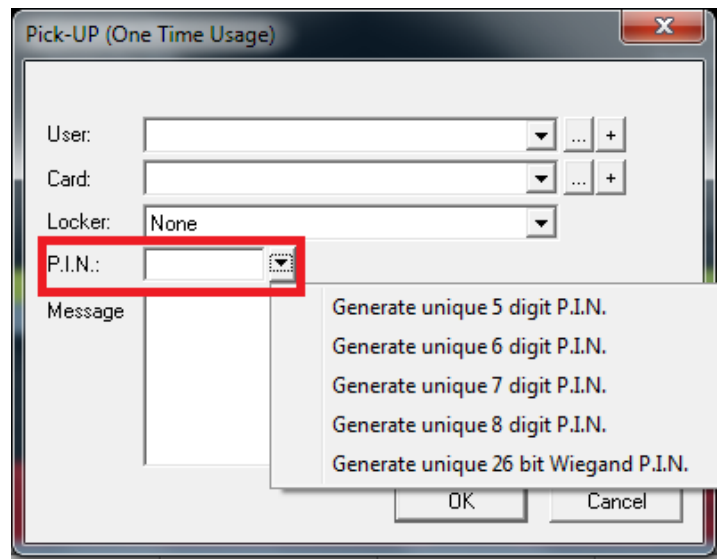 Pick-UP (One Time Usage)
User:
... +
Card:
... +
Locker: None
P.I.N.:
Message
Generate unique 5 digit P.I.N.
Generate unique 6 digit P.I.N.
Generate unique 7 digit P.I.N.
Generate unique 8 digit P.I.N.
Generate unique 26 bit Wiegand P.I.N.
OK Cancel